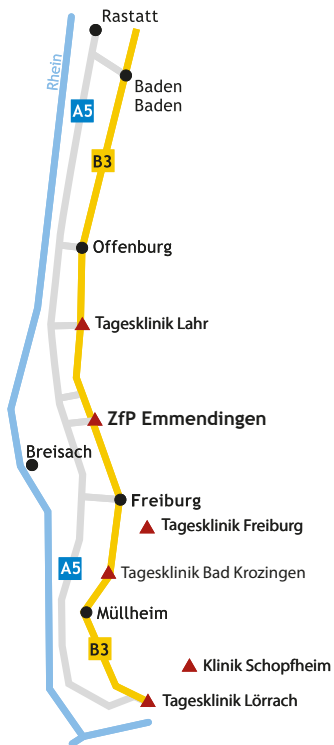 Rastatt
Rhein
Baden
Baden
A5
B3
Offenburg
Tagesklinik Lahr
ZfP Emmendingen
Breisach
Freiburg
Tagesklinik Freiburg
A5
Tagesklinik Bad Krozingen
Müllheim
B3
Klinik Schopfheim
Tagesklinik Lörrach